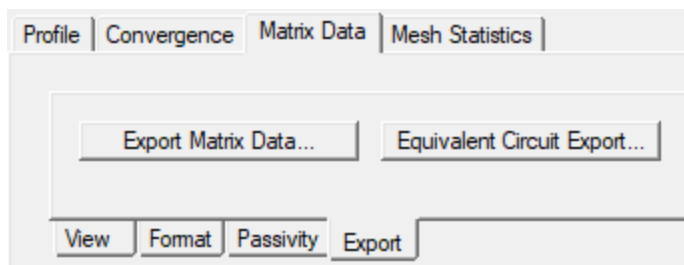 Profile Convergence Matrix Data Mesh Statistics
Export Matrix Data... Equivalent Circuit Export...
View Format Passivity Export